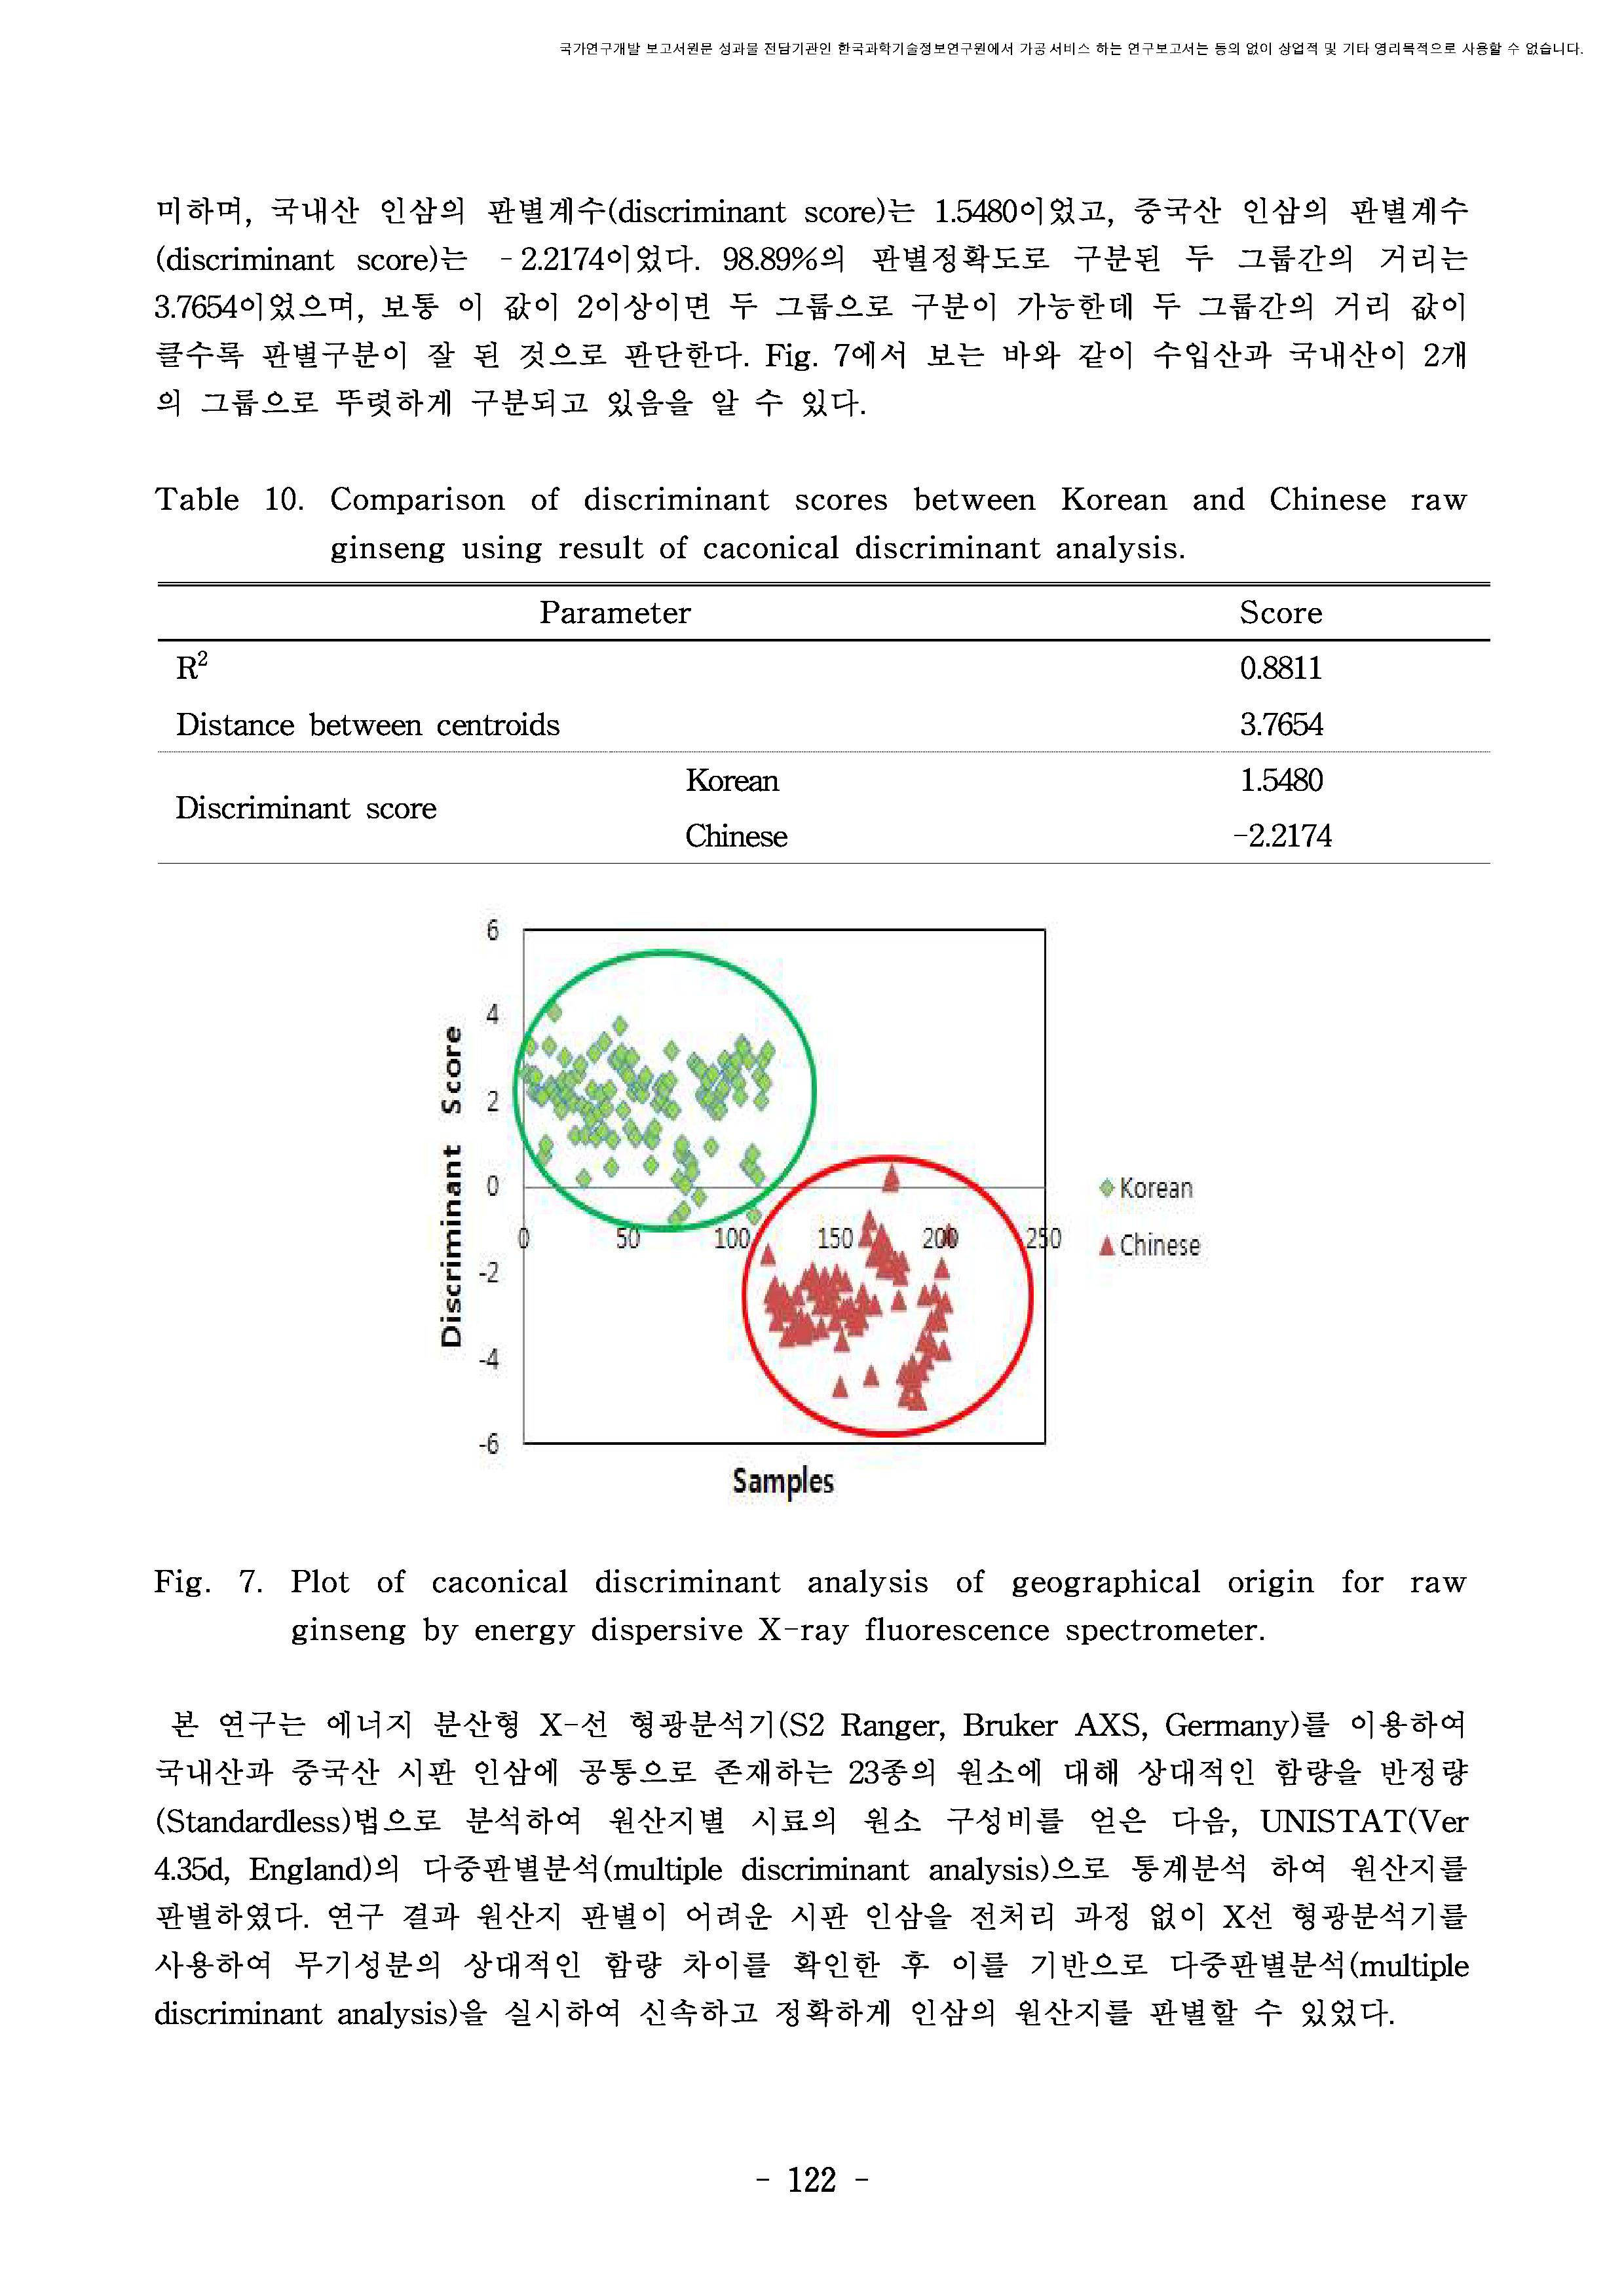 국가연구개발 보고서원문 성과물 전담기관인 한국과학기술정보연구원에서 가공·서비스 하는 연구보고서는 동의 없이 상업적 및 기타 영리목적으로 사용할 수 없습니다.
미하며, 국내산 인삼의 판별계수(discriminant score)는 1.5480이었고, 중국산 인삼의 판별계수
(discriminant score)는 -2.2174이었다. 98.89%의 판별정확도로 구분된 두 그룹간의 거리는
3.7654이었으며, 보통 이 값이 2이상이면 두 그룹으로 구분이 가능한데 두 그룹간의 거리 값이
클수록 판별구분이 잘 된 것으로 판단한다. Fig. 7에서 보는 바와 같이 수입산과 국내산이 2개
의 그룹으로 뚜렷하게 구분되고 있음을 알 수 있다.
Table 10. Comparison of discriminant scores between Korean and Chinese raw
ginseng using result of caconical discriminant analysis.
Parameter Score
R² 0.8811
Distance between centroids 3.7654
Discriminant score
Korean 1.5480
Chinese -2.2174
6
4
2
0
-2
-4
-6
Discriminant Score
0 50 100 150 200 250
Samples
Korean
Chinese
Fig. 7. Plot of caconical discriminant analysis of geographical origin for raw
ginseng by energy dispersive X-ray fluorescence spectrometer.
본 연구는 에너지 분산형 X-선 형광분석기(S2 Ranger, Bruker AXS, Germany)를 이용하여
국내산과 중국산 시판 인삼에 공통으로 존재하는 23종의 원소에 대해 상대적인 함량을 반정량
(Standardless)법으로 분석하여 원산지별 시료의 원소 구성비를 얻은 다음, UNISTAT(Ver
4.35d, England)의 다중판별분석(multiple discriminant analysis)으로 통계분석 하여 원산지를
판별하였다. 연구 결과 원산지 판별이 어려운 시판 인삼을 전처리 과정 없이 X선 형광분석기를
사용하여 무기성분의 상대적인 함량 차이를 확인한 후 이를 기반으로 다중판별분석(multiple
discriminant analysis)을 실시하여 신속하고 정확하게 인삼의 원산지를 판별할 수 있었다.
- 122 -